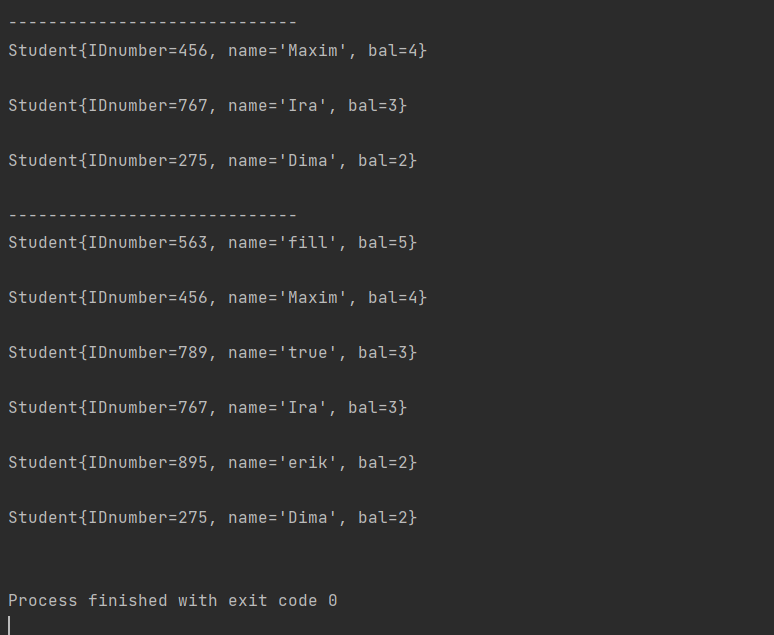 -----------------------------
Student{IDnumber=456, name='Maxim', bal=4}
Student{IDnumber=767, name='Ira', bal=3}
Student{IDnumber=275, name='Dima', bal=2}
-----------------------------
Student{IDnumber=563, name='fill', bal=5}
Student{IDnumber=456, name='Maxim', bal=4}
Student{IDnumber=789, name='true', bal=3}
Student{IDnumber=767, name='Ira', bal=3}
Student{IDnumber=895, name='erik', bal=2}
Student{IDnumber=275, name='Dima', bal=2}
Process finished with exit code 0